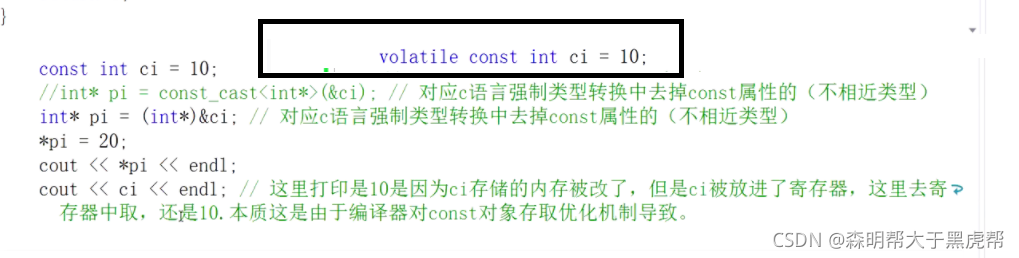 }
volatile const int ci = 10;
const int ci = 10;
//int* pi = const_cast<int*>(&ci); // 对应c语言强制类型转换中去掉const属性的（不相近类型）
int* pi = (int*)&ci; // 对应c语言强制类型转换中去掉const属性的（不相近类型）
*pi = 20;
cout << *pi << endl;
cout << ci << endl; // 这里打印是10是因为ci存储的内存被改了，但是ci被放进了寄存器，这里去寄
存器中取，还是10.本质这是由于编译器对const对象存取优化机制导致。
CSDN @森明帮大于黑虎帮